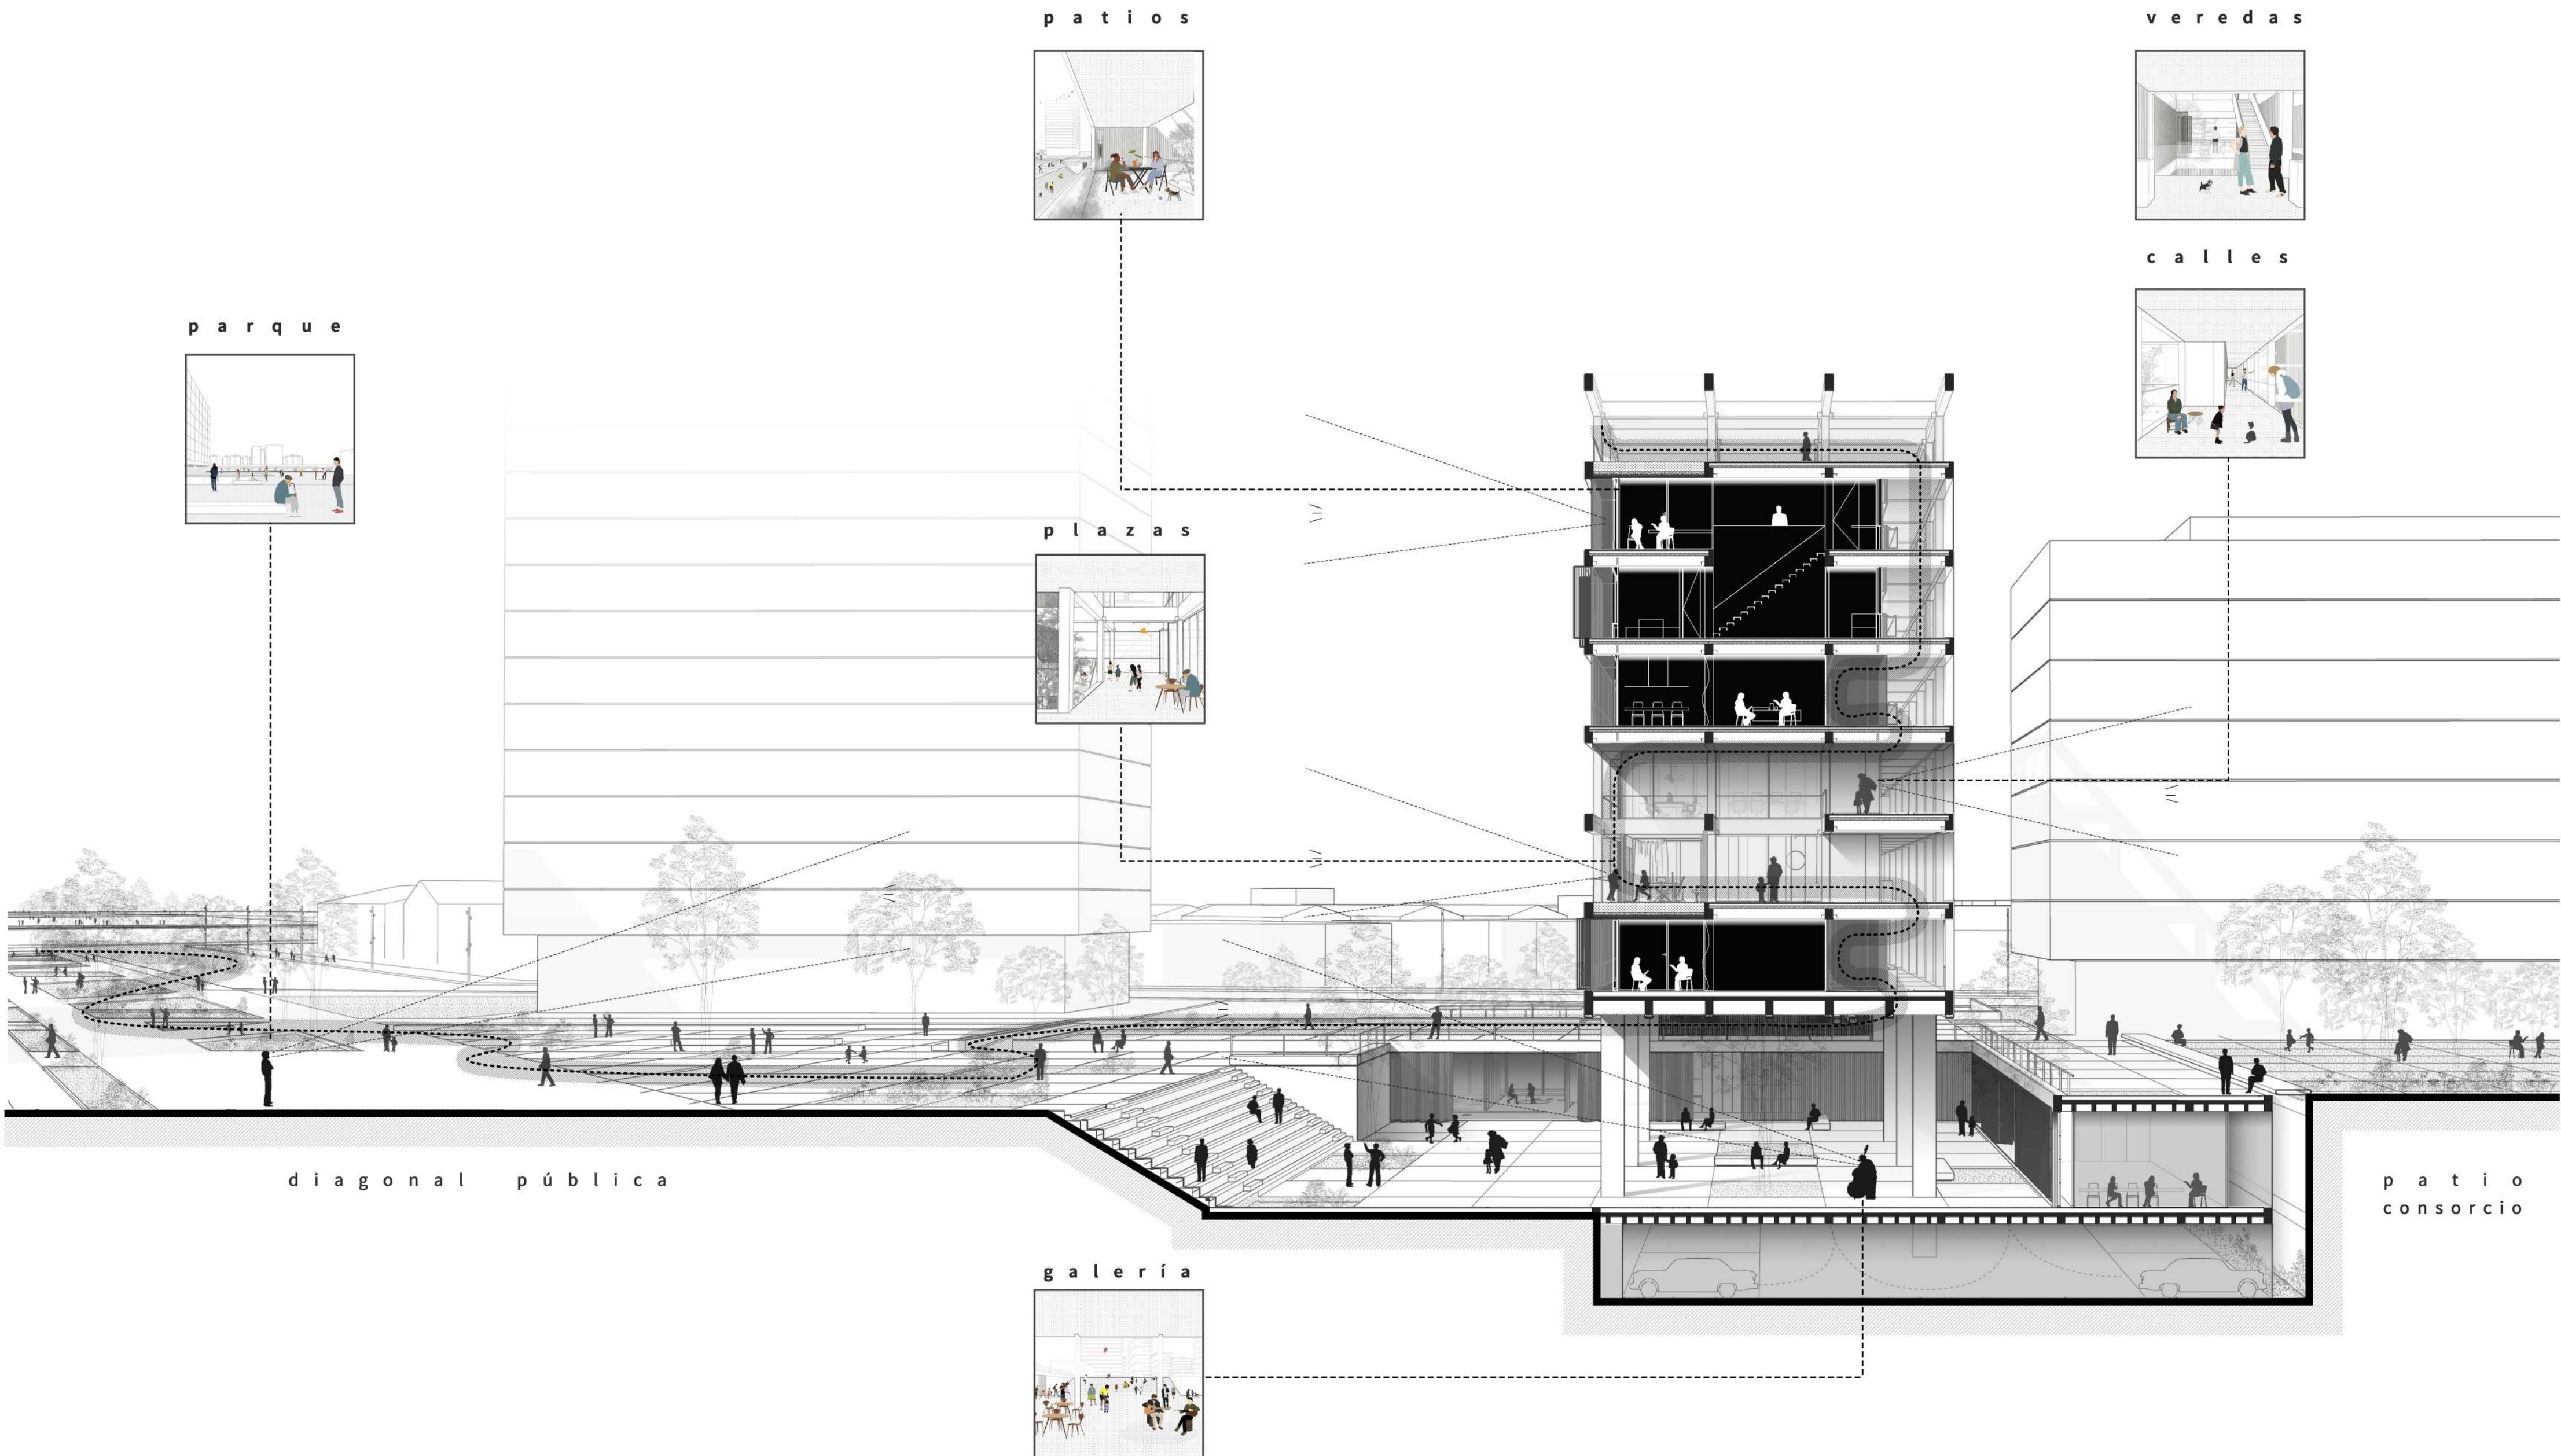 patios
veredas
calles
parque
plazas
diagonal pública
patio
consorcio
galería